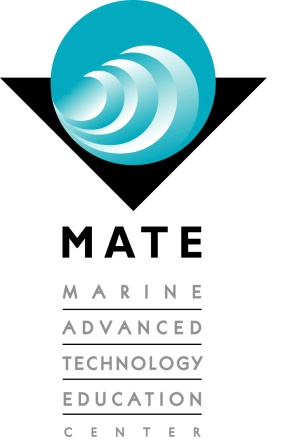 MATE
MARINE
ADVANCED
TECHNOLOGY
EDUCATION
CENTER